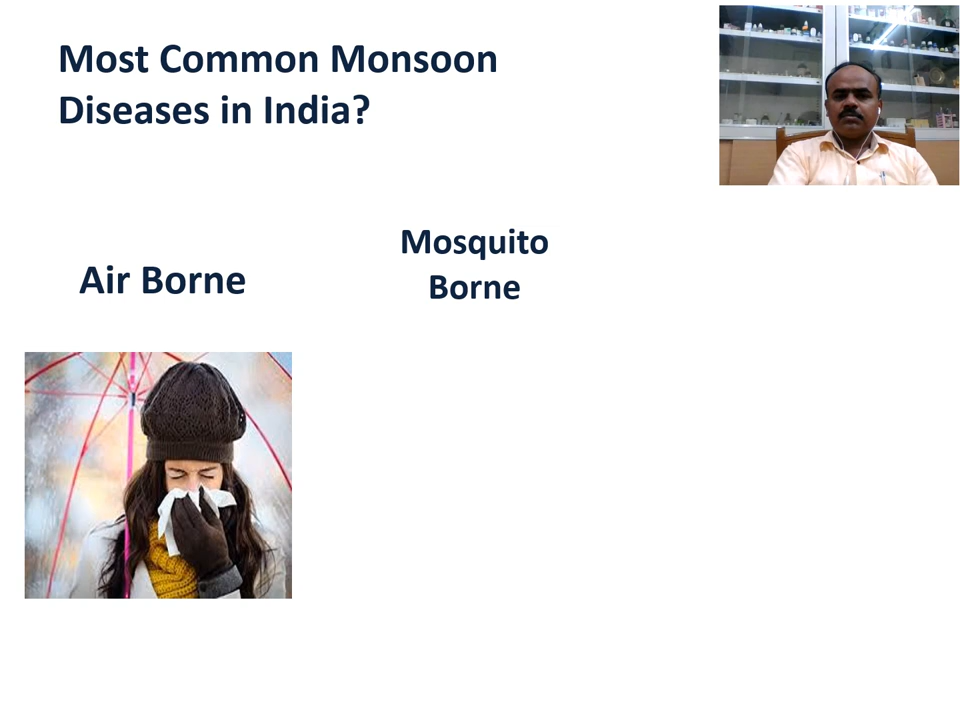 Most Common Monsoon
Diseases in India?
Mosquito
Borne
Air Borne